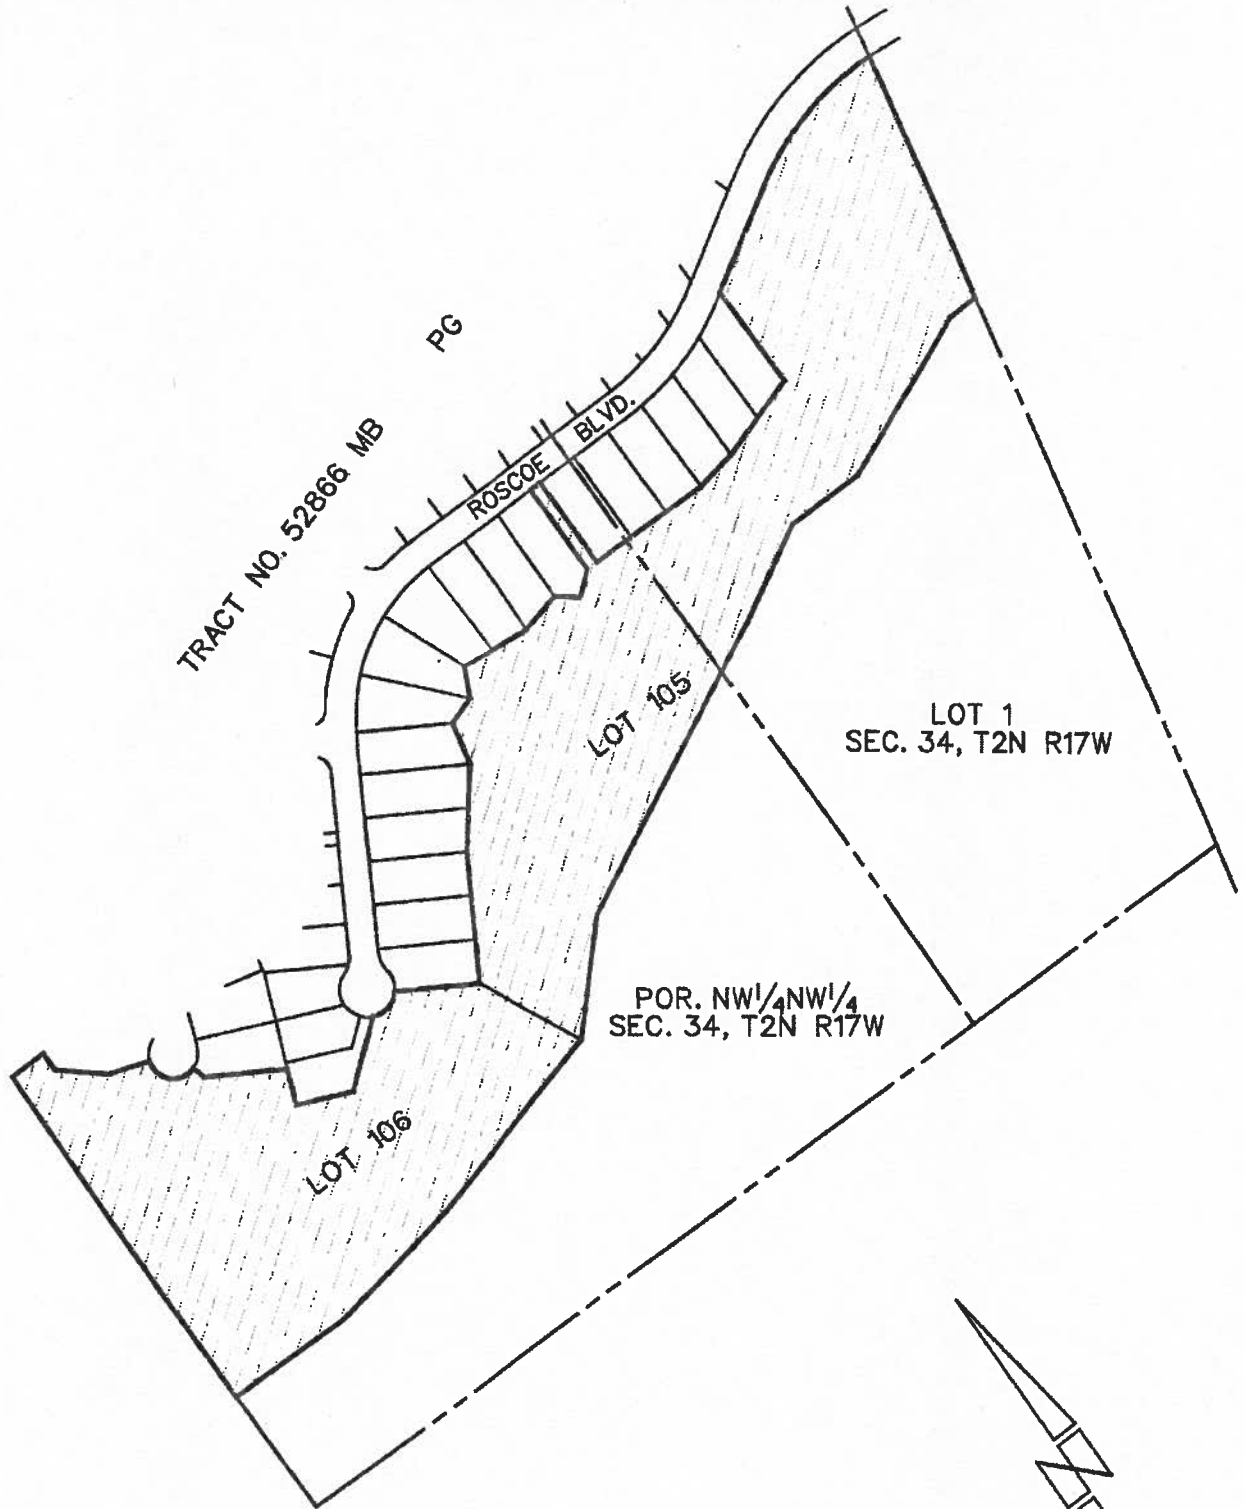 TRACT NO. 52866 MB PG
ROSCOE BLVD.
LOT 105
LOT 1
SEC. 34, T2N R17W
POR. NW1/4NW1/4
SEC. 34, T2N R17W
LOT 106
N